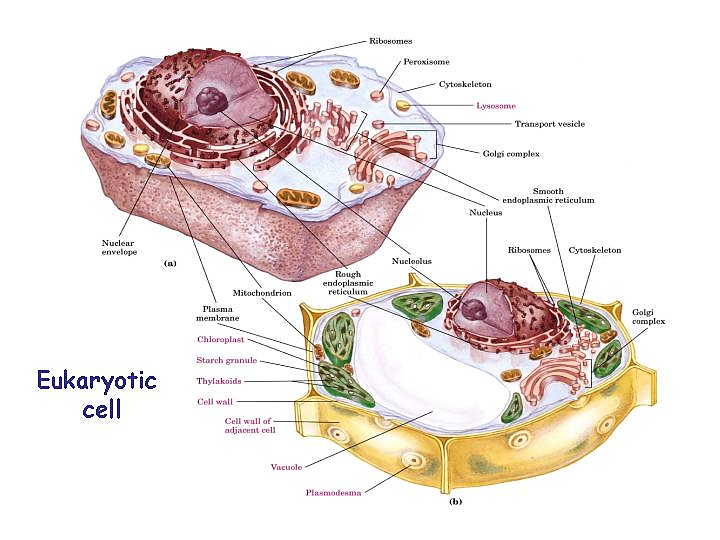 Ribosomes
Peroxisome
Cytoskeleton
Lysosome
Transport vesicle
Golgi complex
Smooth
endoplasmic reticulum
Nucleus
Nuclear
envelope
(a)
Nucleolus
Ribosomes
Cytoskeleton
Rough
endoplasmic
reticulum
Mitochondrion
Plasma
membrane
Golgi
complex
Chloroplast
Starch granule
Thylakoids
Cell wall
Cell wall of
adjacent cell
Vacuole
Plasmodesma
(b)
Eukaryotic
cell